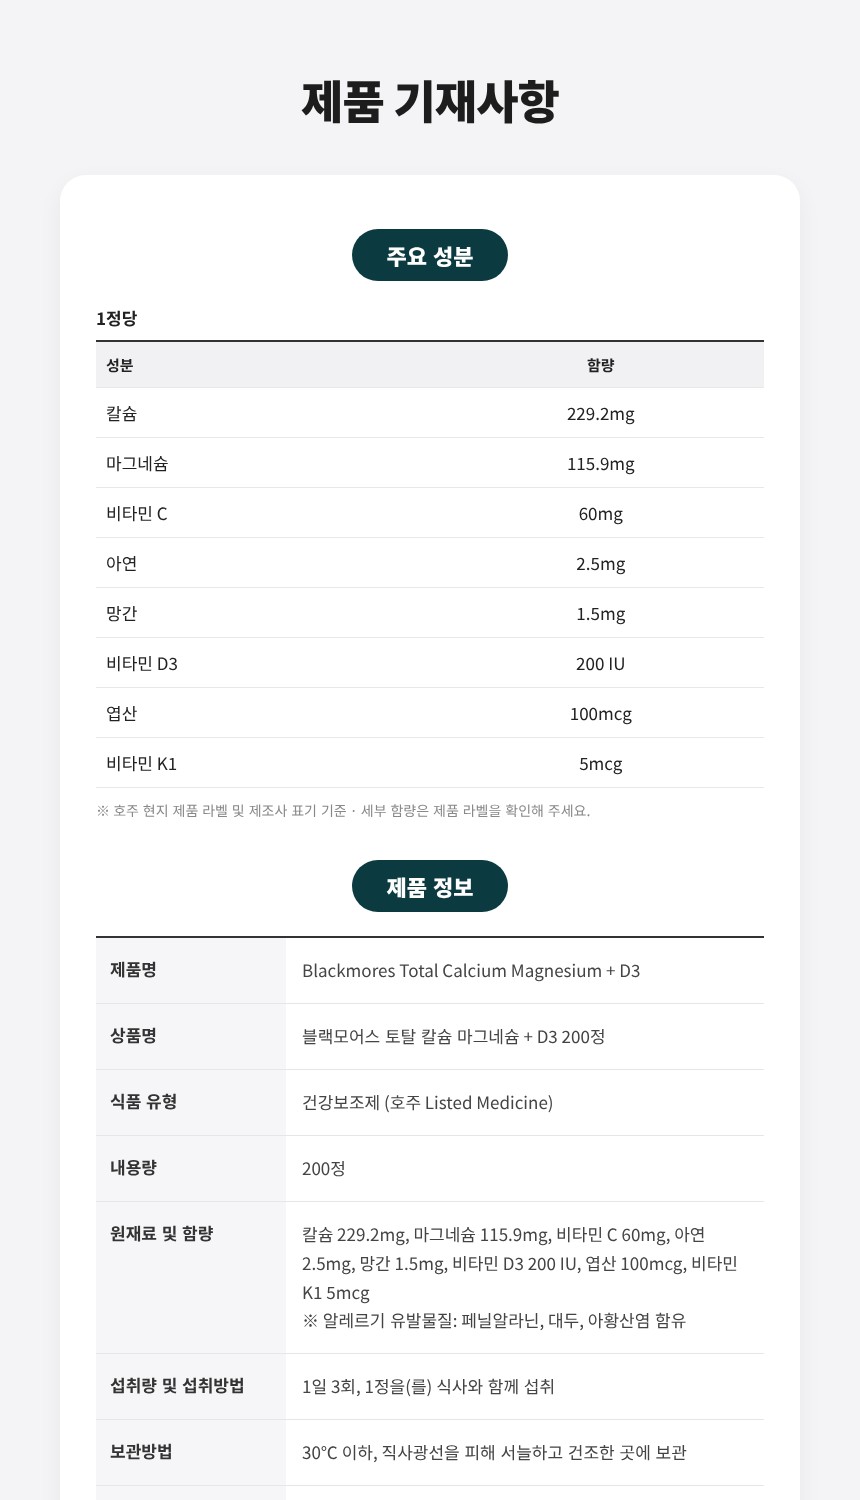 제품 기재사항
주요 성분
1정당
성분 함량
칼슘 229.2mg
마그네슘 115.9mg
비타민 C 60mg
아연 2.5mg
망간 1.5mg
비타민 D3 200 IU
엽산 100mcg
비타민 K1 5mcg
※ 호주 현지 제품 라벨 및 제조사 표기 기준 · 세부 함량은 제품 라벨을 확인해 주세요.
제품 정보
제품명 Blackmores Total Calcium Magnesium + D3
상품명 블랙모어스 토탈 칼슘 마그네슘 + D3 200정
식품 유형 건강보조제 (호주 Listed Medicine)
내용량 200정
원재료 및 함량 칼슘 229.2mg, 마그네슘 115.9mg, 비타민 C 60mg, 아연
2.5mg, 망간 1.5mg, 비타민 D3 200 IU, 엽산 100mcg, 비타민
K1 5mcg
※ 알레르기 유발물질: 페닐알라닌, 대두, 아황산염 함유
섭취량 및 섭취방법 1일 3회, 1정을(를) 식사와 함께 섭취
보관방법 30°C 이하, 직사광선을 피해 서늘하고 건조한 곳에 보관